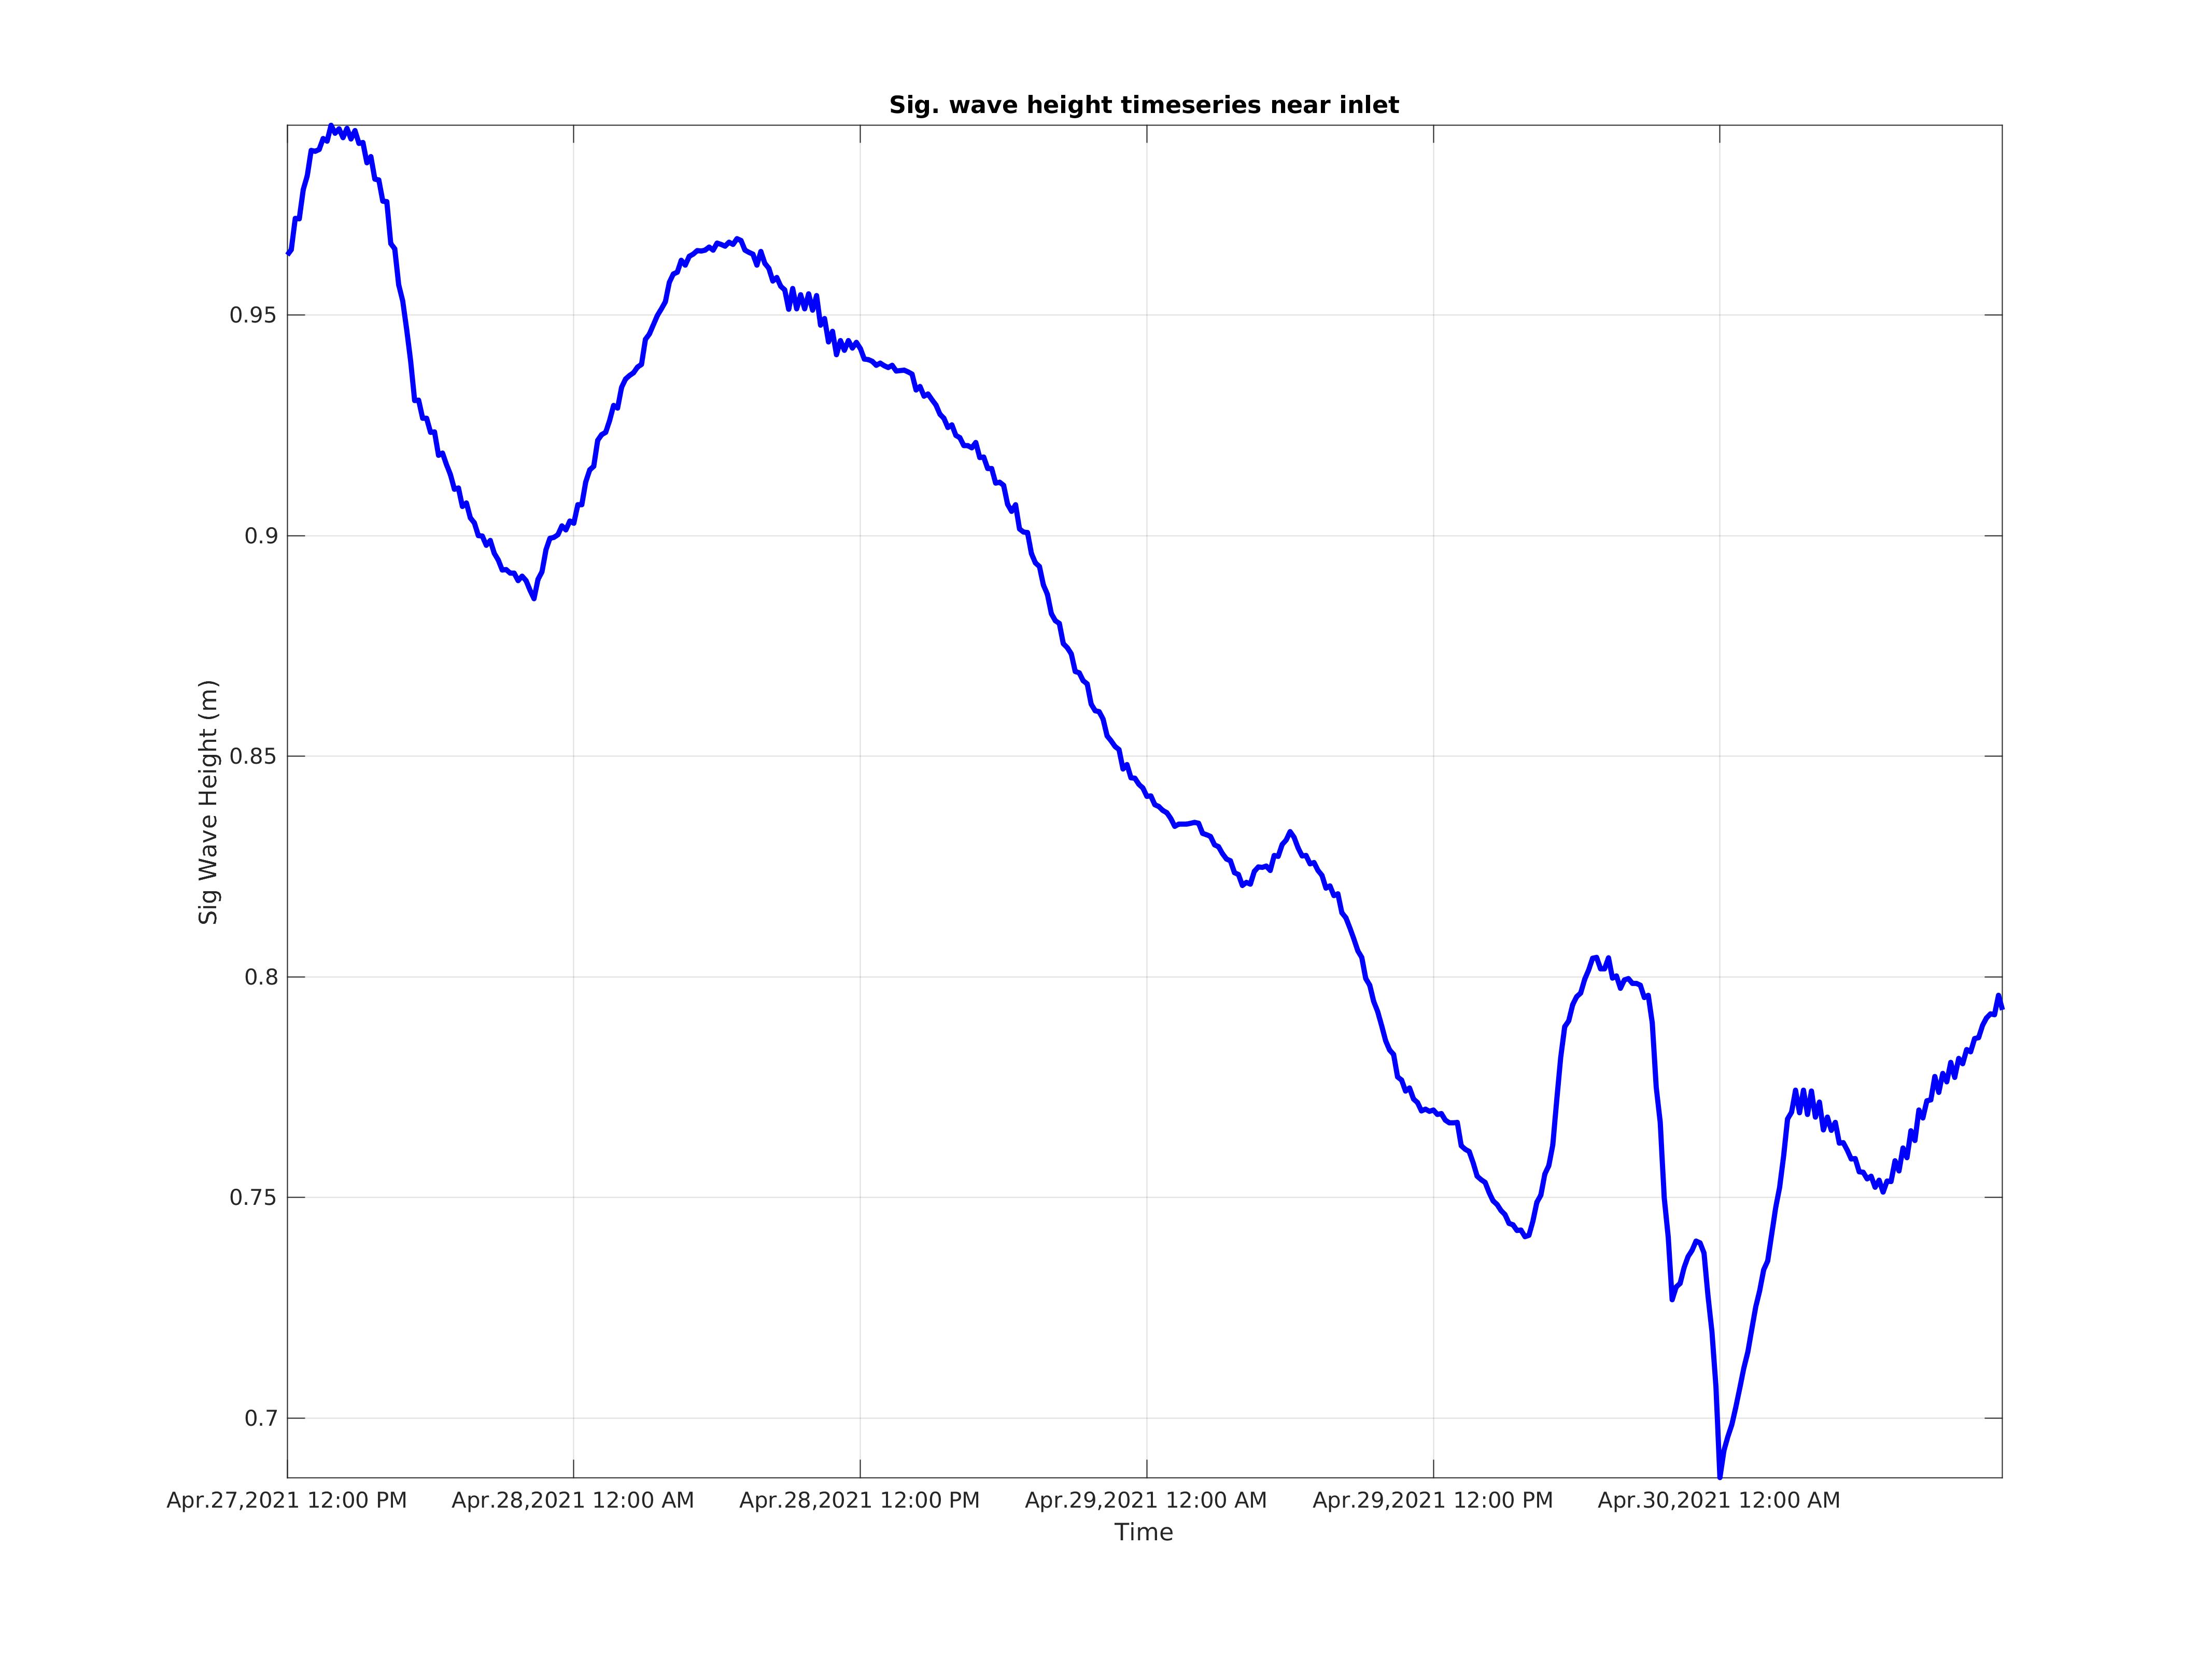 Sig. wave height timeseries near inlet
0.95
0.9
0.85
0.8
0.75
0.7
Sig Wave Height (m)
Apr.27,2021 12:00 PM Apr.28,2021 12:00 AM Apr.28,2021 12:00 PM Apr.29,2021 12:00 AM Apr.29,2021 12:00 PM Apr.30,2021 12:00 AM
Time